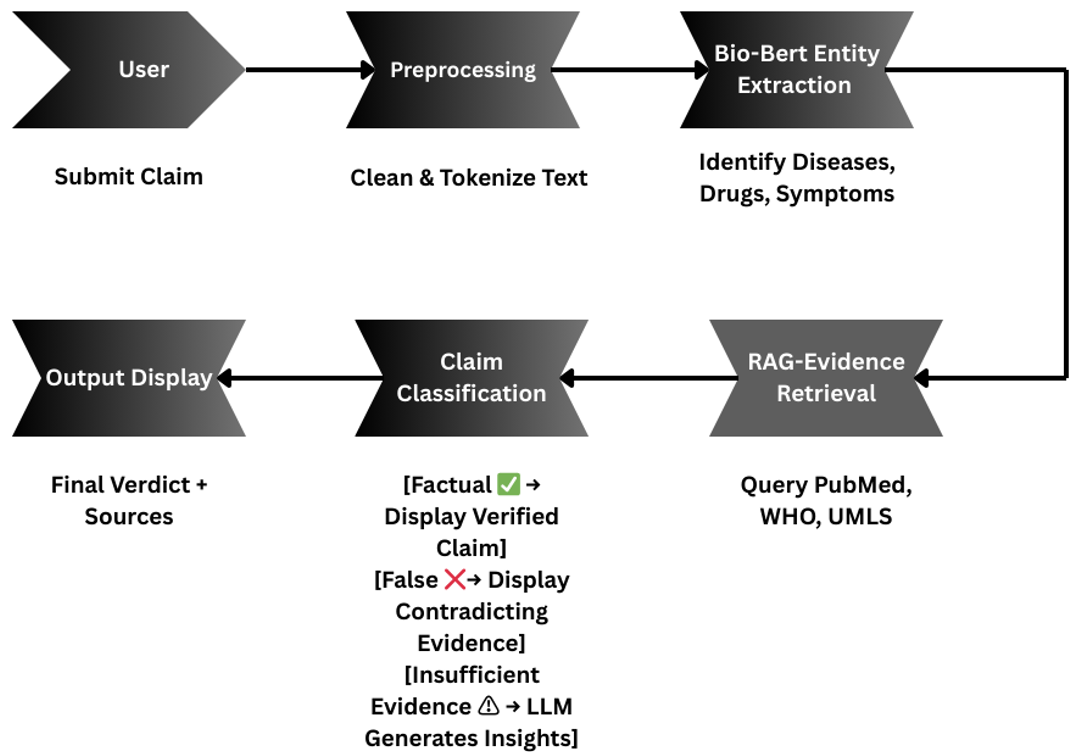 User
Preprocessing
Bio-Bert Entity
Extraction
Submit Claim
Clean & Tokenize Text
Identify Diseases,
Drugs, Symptoms
Output Display
Claim
Classification
RAG-Evidence
Retrieval
Final Verdict +
Sources
[Factual ✅ →
Display Verified
Claim]
[False ❌→ Display
Contradicting
Evidence]
[Insufficient
Evidence ⚠ → LLM
Generates Insights]
Query PubMed,
WHO, UMLS